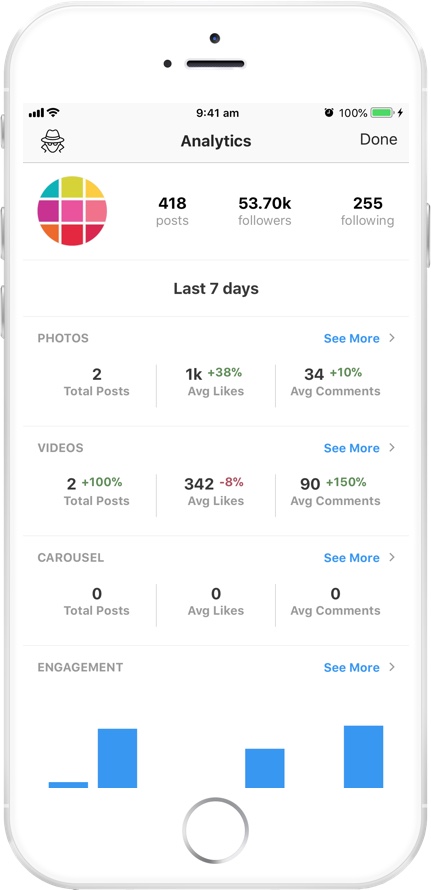 9:41 am
100%
Analytics
Done
418
53.70k
255
posts
followers
following
Last 7 days
PHOTOS
See More
2
1k +38%
34 +10%
Total Posts
Avg Likes
Avg Comments
VIDEOS
See More
2 +100%
342 -8%
90 +150%
Total Posts
Avg Likes
Avg Comments
CAROUSEL
See More
0
0
0
Total Posts
Avg Likes
Avg Comments
ENGAGEMENT
See More